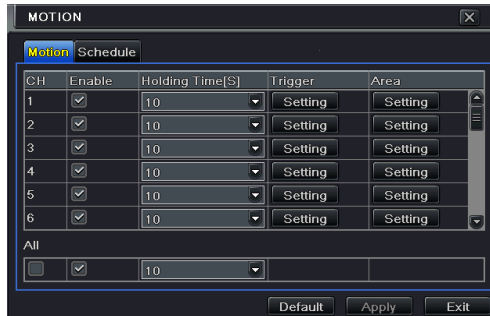 MOTION
Motion Schedule
CH Enable Holding Time[S] Trigger Area
1 10 Setting Setting
2 10 Setting Setting
3 10 Setting Setting
4 10 Setting Setting
5 10 Setting Setting
6 10 Setting Setting
All
10
Default Apply Exit